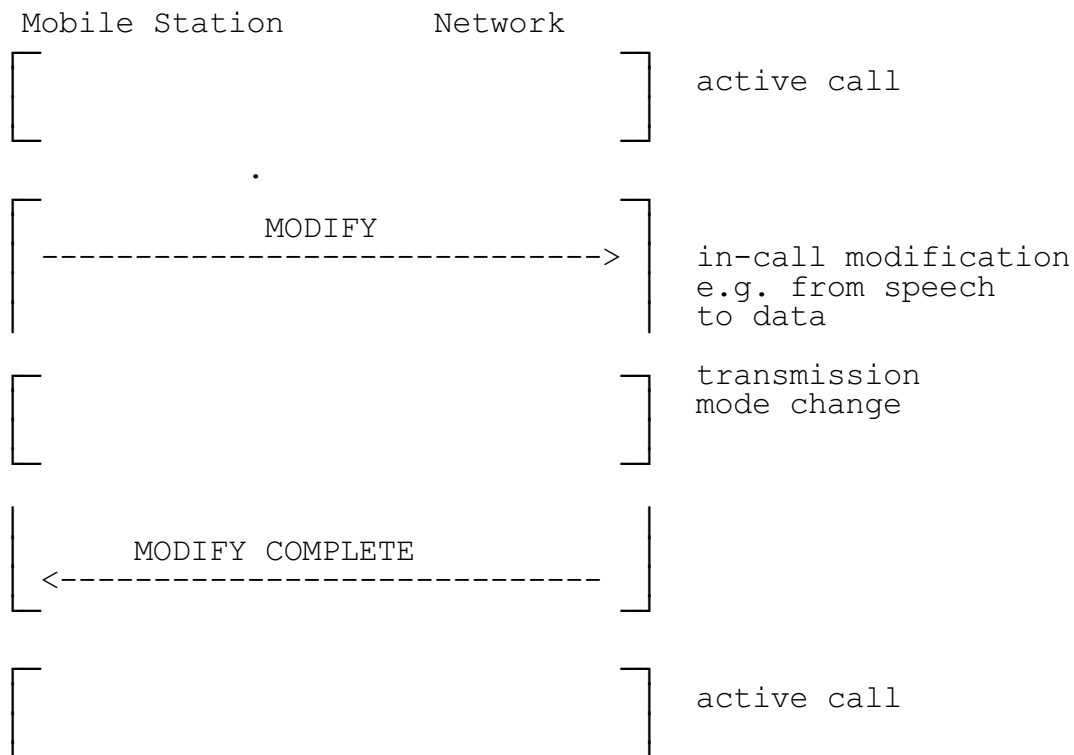 Mobile Station Network
active call
.
MODIFY
------------------------------>
in-call modification
e.g. from speech
to data
transmission
mode change
MODIFY COMPLETE
<-----------------------------
active call